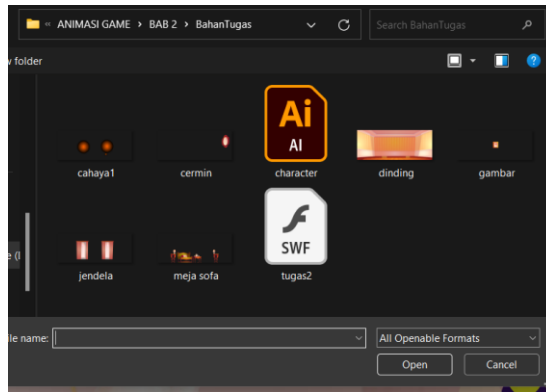 « ANIMASI GAME › BAB 2 › BahanTugas
Search BahanTugas
w folder
?
Ai
AI
cahaya1
cermin
character
dinding
gambar
SWF
jendela
meja sofa
tugas2
e (I
ile name:
All Openable Formats
Open
Cancel